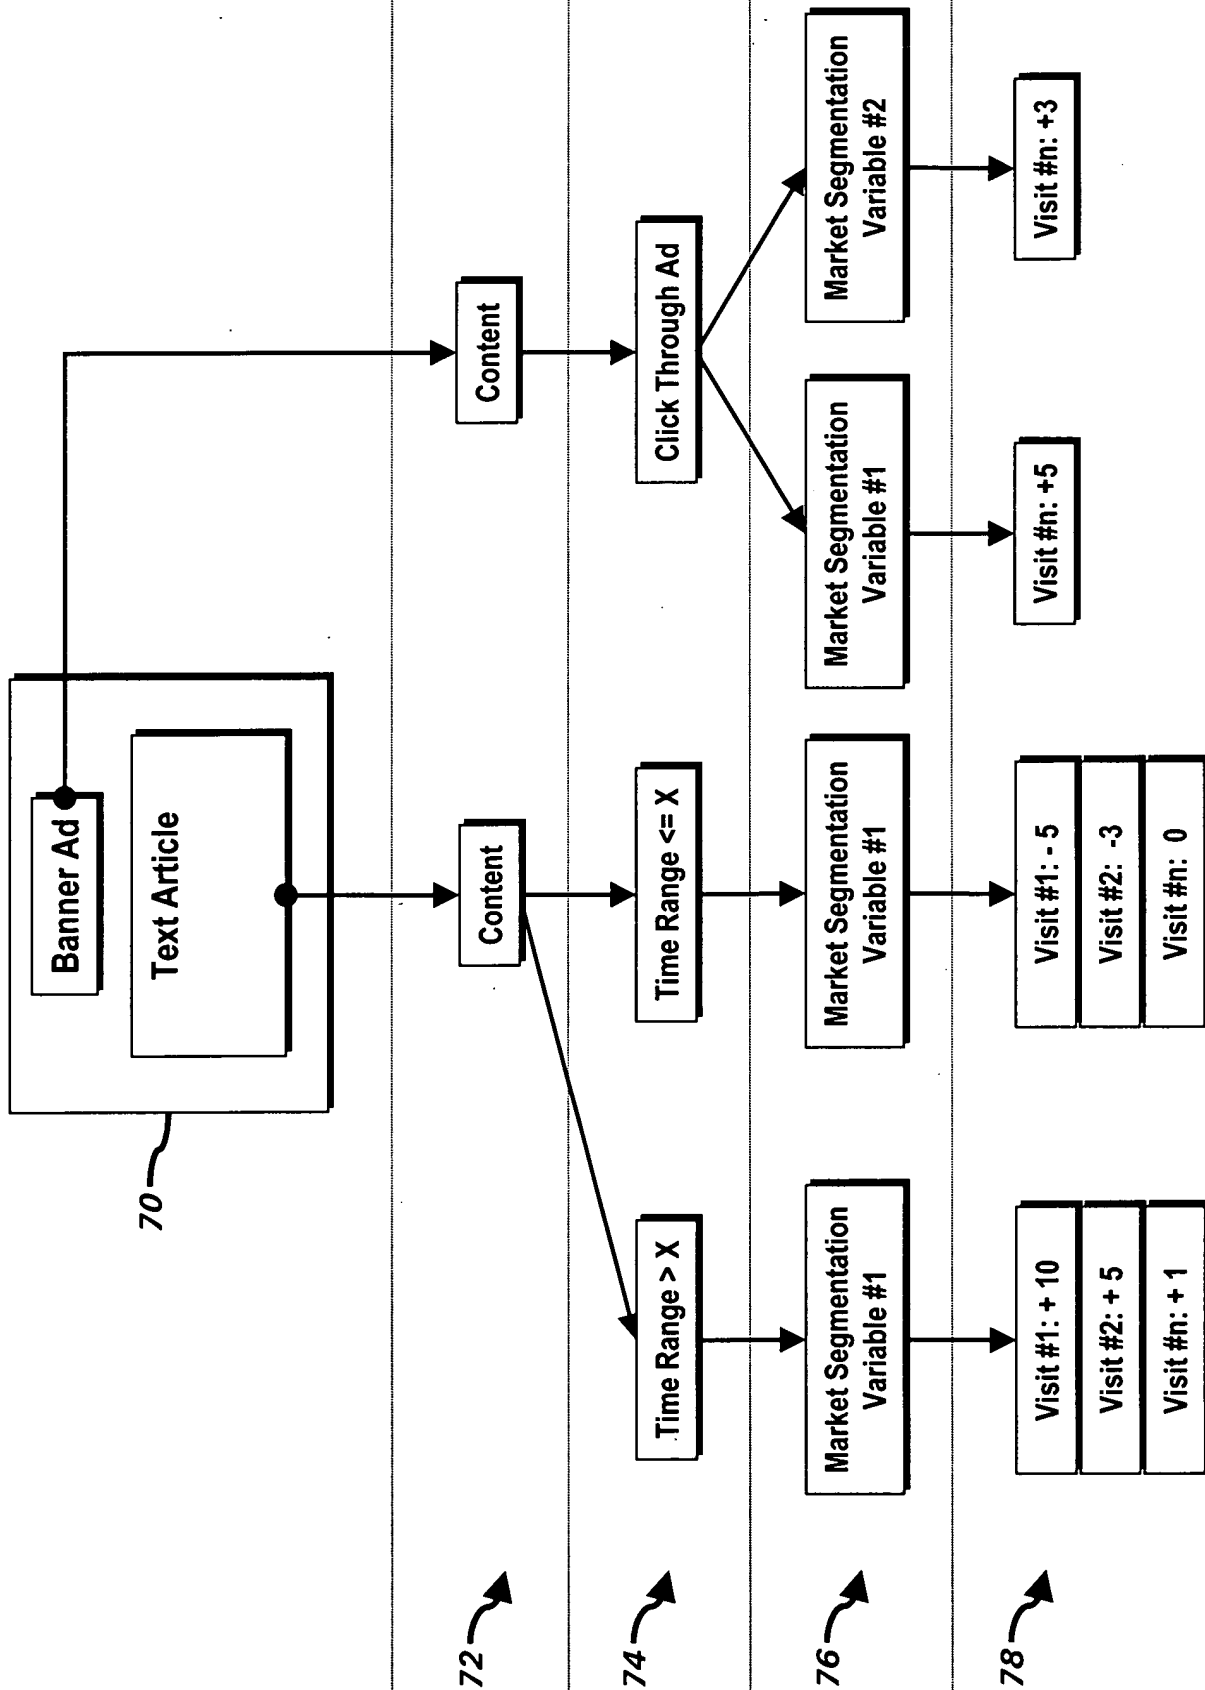 70
Banner Ad
Text Article
72
Content
Content
74
Time Range > X
Time Range <= X
Click Through Ad
76
Market Segmentation
Variable #1
Market Segmentation
Variable #1
Market Segmentation
Variable #1
Market Segmentation
Variable #2
78
Visit #1: + 10
Visit #2: + 5
Visit #n: + 1
Visit #1: - 5
Visit #2: -3
Visit #n: 0
Visit #n: +5
Visit #n: +3